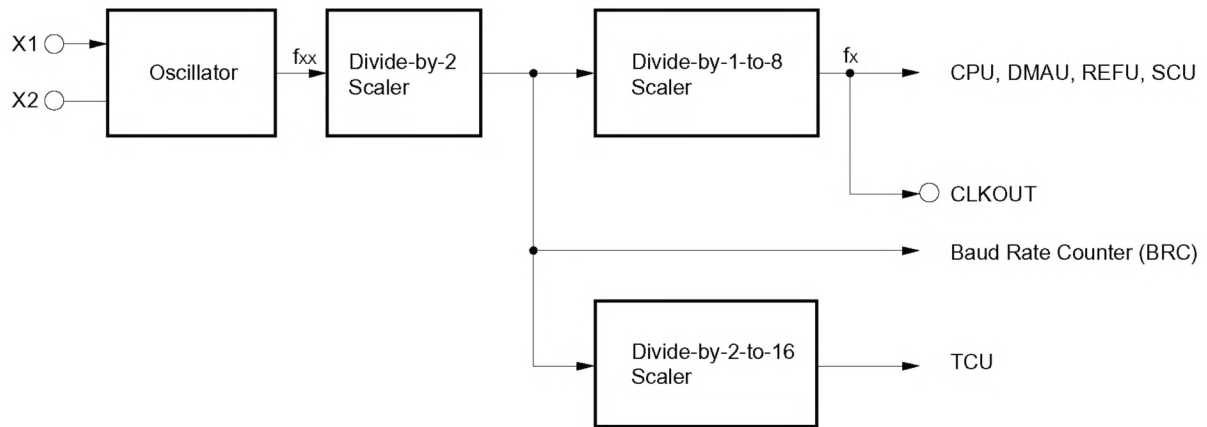 X1
X2
Oscillator
fxx
Divide-by-2
Scaler
Divide-by-1-to-8
Scaler
fx
CPU, DMAU, REFU, SCU
CLKOUT
Baud Rate Counter (BRC)
Divide-by-2-to-16
Scaler
TCU